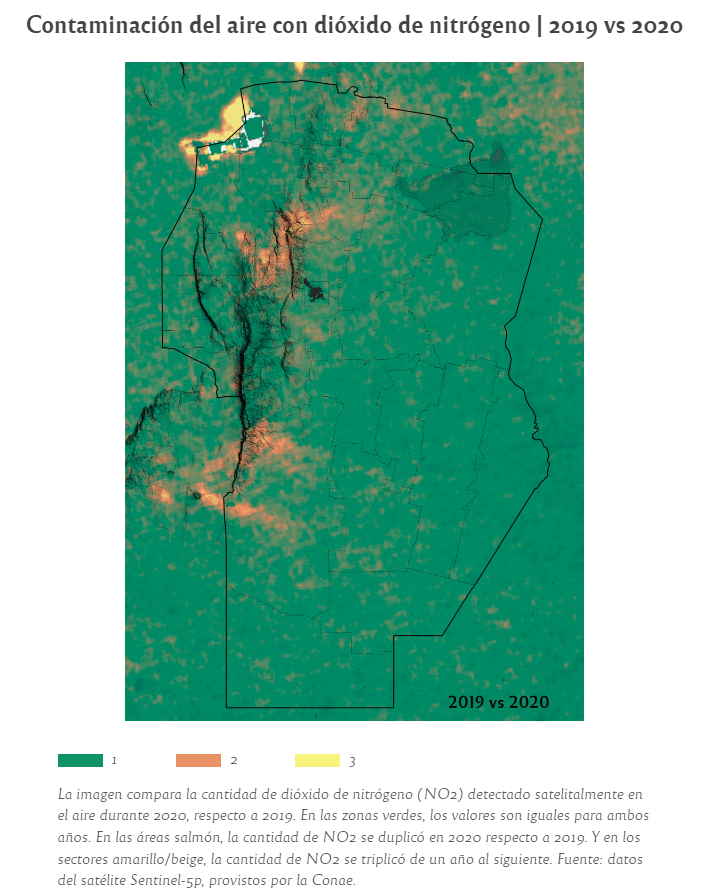 Contaminación del aire con dióxido de nitrógeno | 2019 vs 2020
2019 vs 2020
1 2 3
La imagen compara la cantidad de dióxido de nitrógeno (NO2) detectado satelitalmente en
el aire durante 2020, respecto a 2019. En las zonas verdes, los valores son iguales para ambos
años. En las áreas salmón, la cantidad de NO2 se duplicó en 2020 respecto a 2019. Y en los
sectores amarillo/beige, la cantidad de NO2 se triplicó de un año al siguiente. Fuente: datos
del satélite Sentinel-5p, provistos por la Conae.